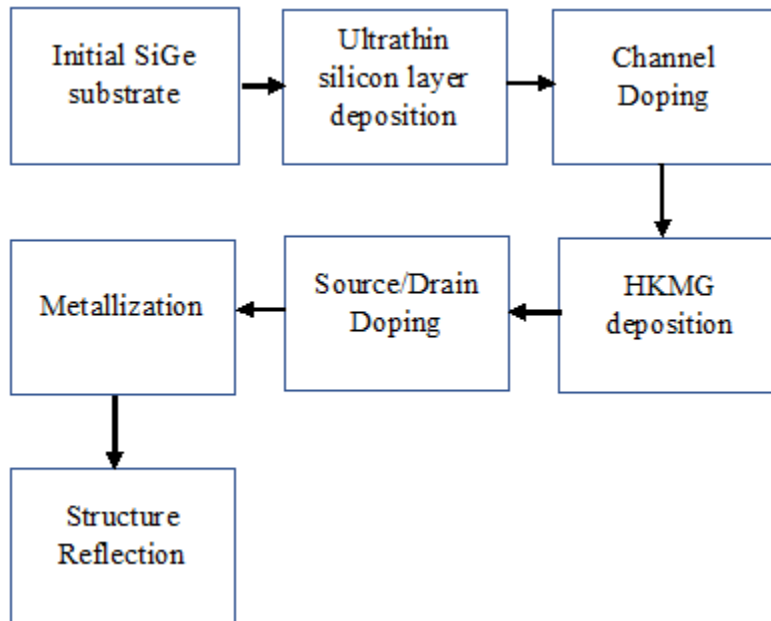 Initial SiGe
substrate
Ultrathin
silicon layer
deposition
Channel
Doping
HKMG
deposition
Source/Drain
Doping
Metallization
Structure
Reflection